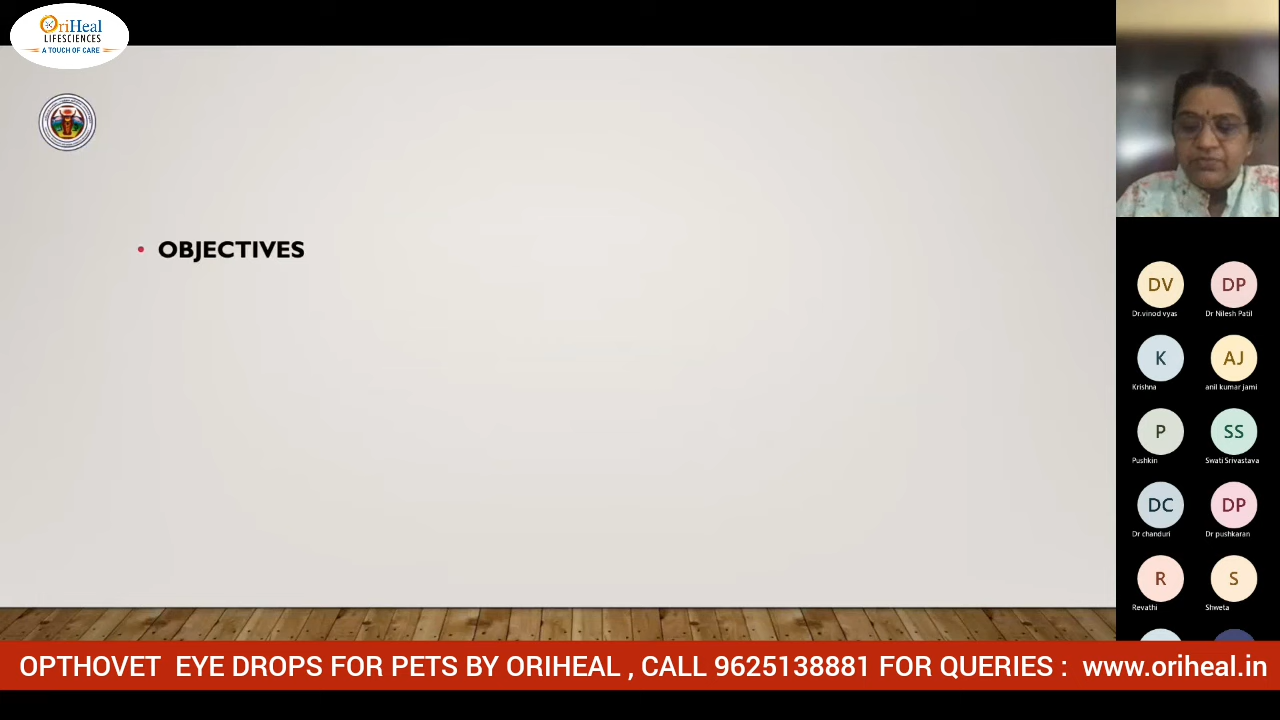 OriHeal
LIFESCIENCES
A TOUCH OF CARE
• OBJECTIVES
DV
DP
Dr.vinod vyas
Dr Nilesh Patil
K
AJ
Krishna
anil kumar jami
P
SS
Pushkin
Swati Srivastava
DC
DP
Dr chanduri
Dr pushkaran
R
S
Revathi
Shweta
OPTHOVET EYE DROPS FOR PETS BY ORIHEAL , CALL 9625138881 FOR QUERIES : www.oriheal.in